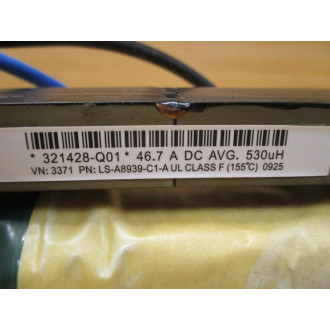 * 321428-Q01 * 46.7 A DC AVG. 530uH
VN: 3371 PN: LS-A8939-C1-A UL CLASS F (155℃) 0925